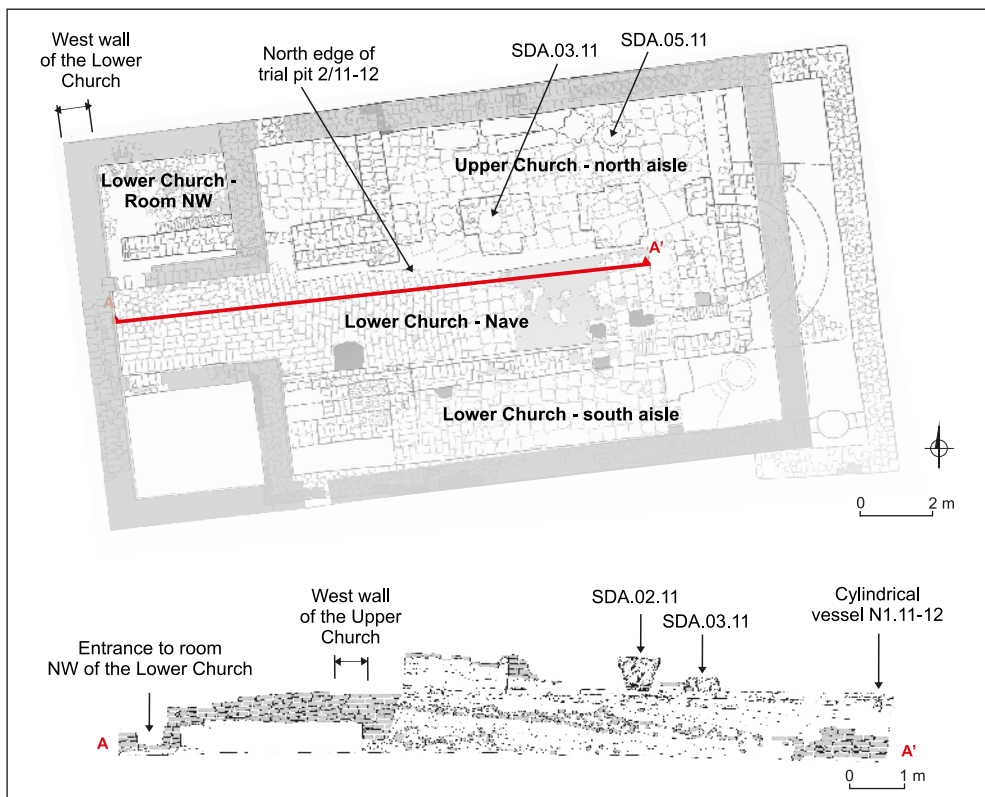 West wall
of the Lower
Church
North edge of
trial pit 2/11-12
SDA.03.11
SDA.05.11
Lower Church -
Room NW
Upper Church - north aisle
A'
A
Lower Church - Nave
Lower Church - south aisle
0 2 m
West wall
of the Upper
Church
SDA.02.11
SDA.03.11
Cylindrical
vessel N1.11-12
Entrance to room
NW of the Lower Church
A
A'
0 1 m